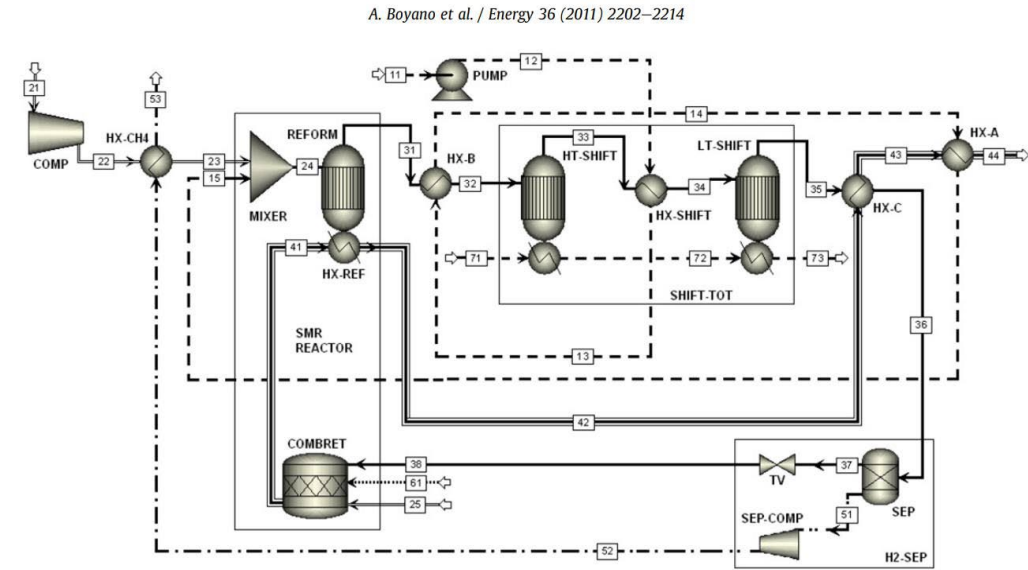 A. Boyano et al. / Energy 36 (2011) 2202–2214
11
12
PUMP
21
53
COMP
HX-CH4
22
23
15
MIXER
24
REFORM
31
HX-B
32
14
33
HT-SHIFT
LT-SHIFT
HX-SHIFT
34
35
HX-C
43
HX-A
44
41
HX-REF
71
72
73
SHIFT-TOT
SMR
REACTOR
13
36
42
COMBRET
38
61
25
TV
37
SEP
51
SEP-COMP
H2-SEP
52